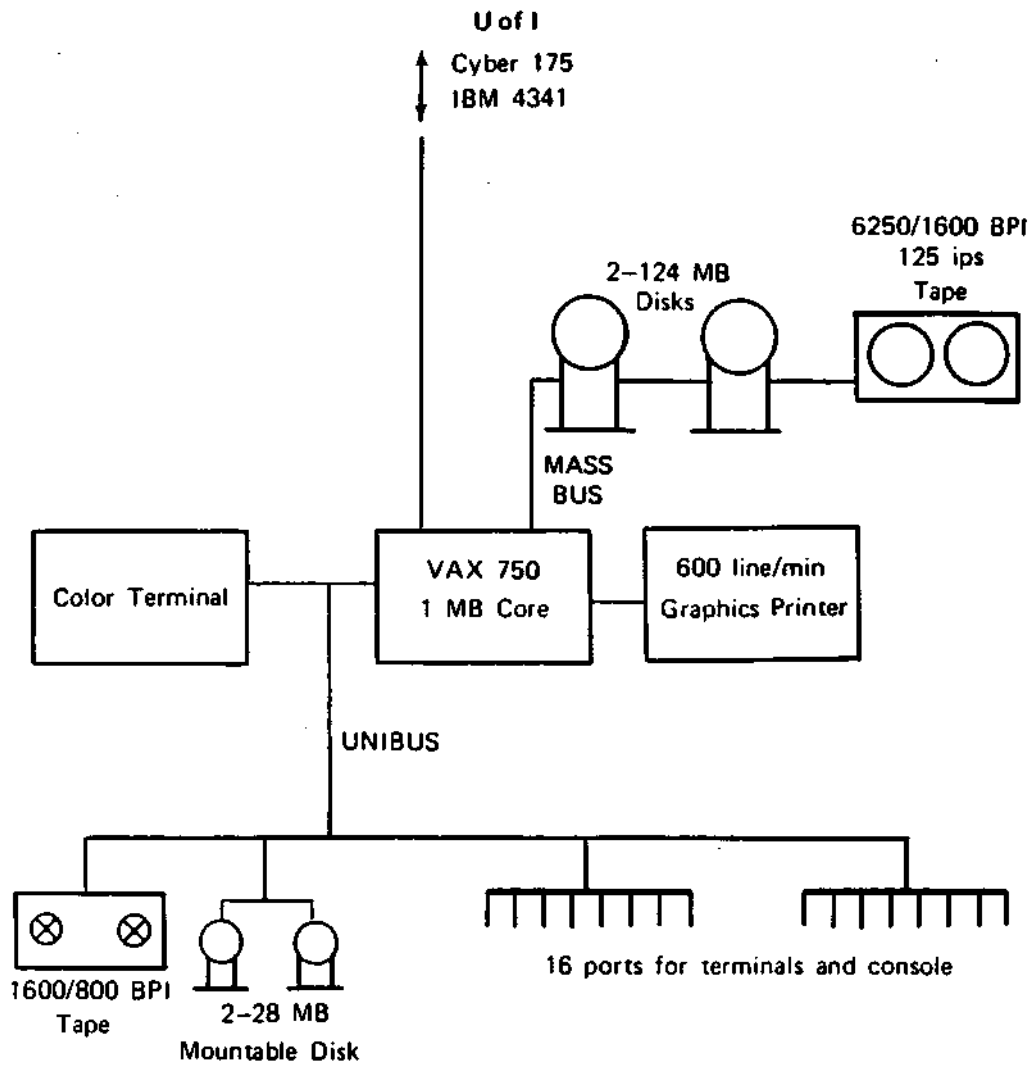 U of I
Cyber 175
IBM 4341
6250/1600 BPI
125 ips
Tape
2-124 MB
Disks
MASS
BUS
Color Terminal
VAX 750
1 MB Core
600 line/min
Graphics Printer
UNIBUS
1600/800 BPI
Tape
2-28 MB
Mountable Disk
16 ports for terminals and console